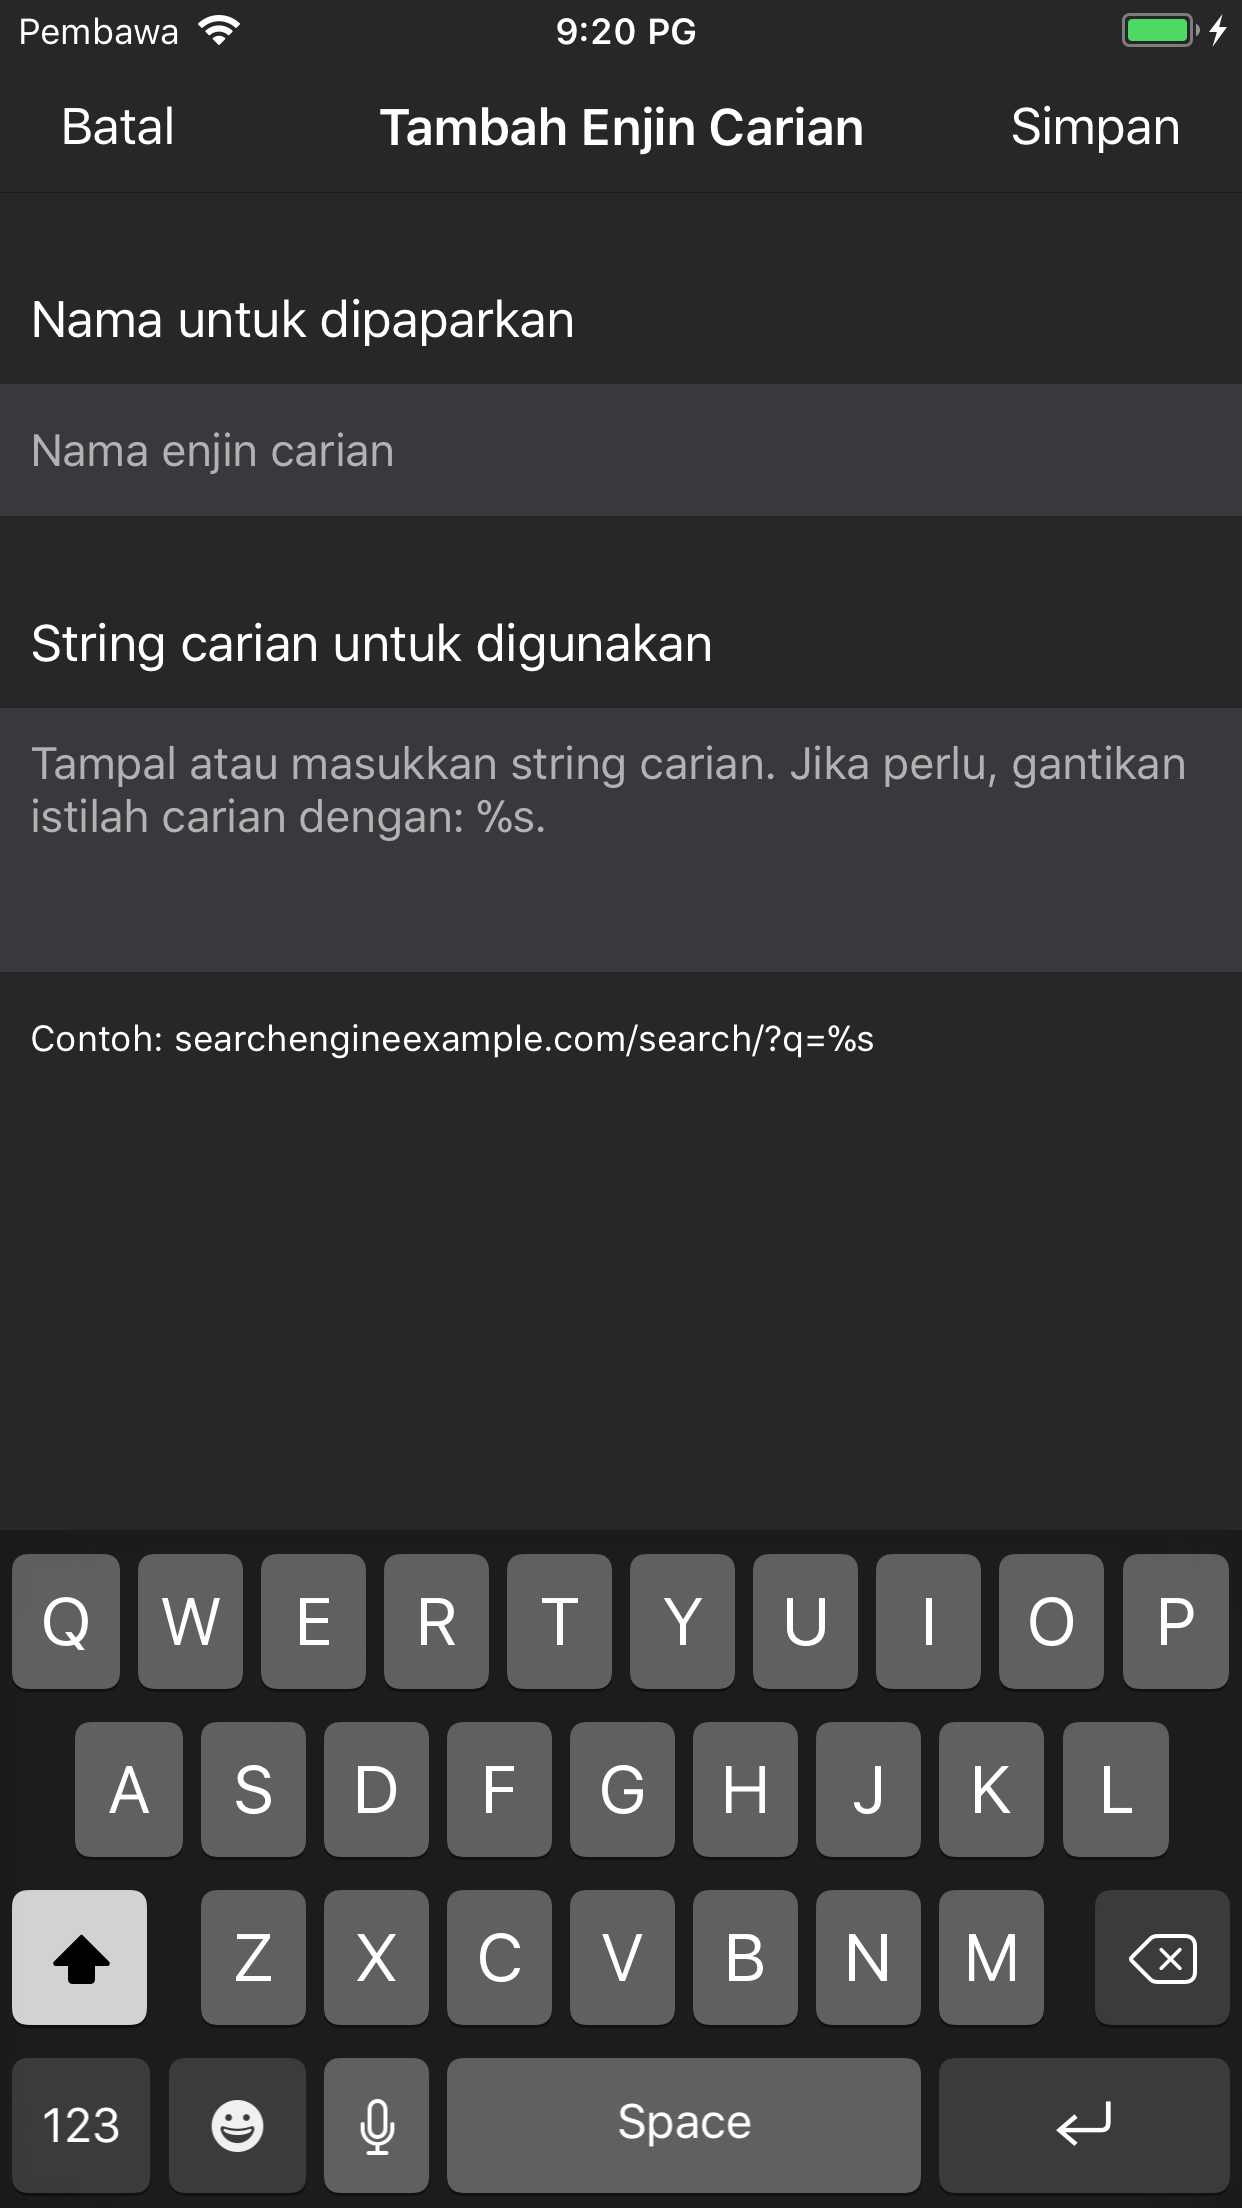 Pembawa 9:20 PG
Batal Tambah Enjin Carian Simpan
Nama untuk dipaparkan
Nama enjin carian
String carian untuk digunakan
Tampal atau masukkan string carian. Jika perlu, gantikan
istilah carian dengan: %s.
Contoh: searchengineexample.com/search/?q=%s
Q W E R T Y U I O P
A S D F G H J K L
Z X C V B N M
123 Space